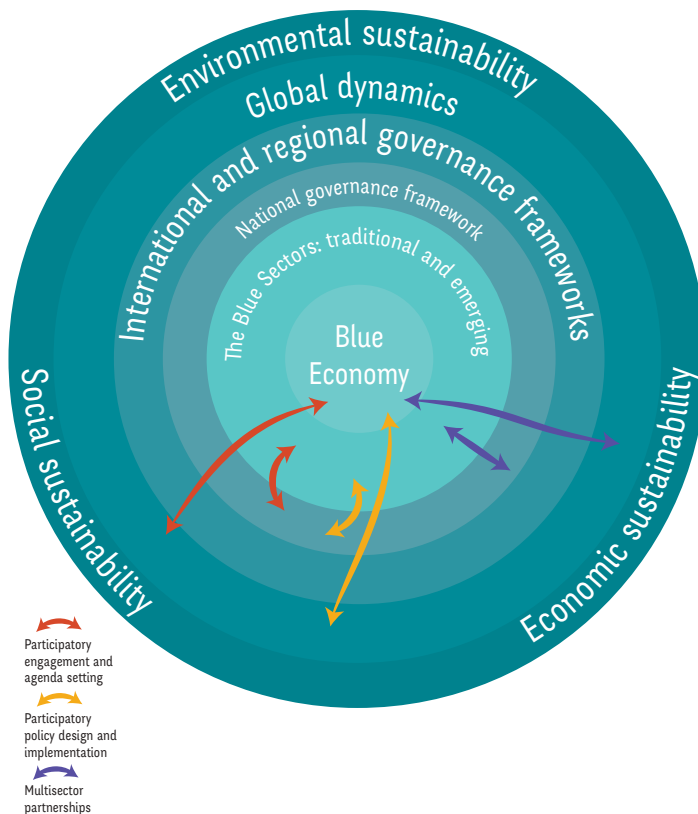 Environmental sustainability
Global dynamics
International and regional governance frameworks
National governance framework
The Blue Sectors: traditional and emerging
Blue
Economy
Social sustainability
Economic sustainability
Participatory
engagement and
agenda setting
Participatory
policy design and
implementation
Multisector
partnerships